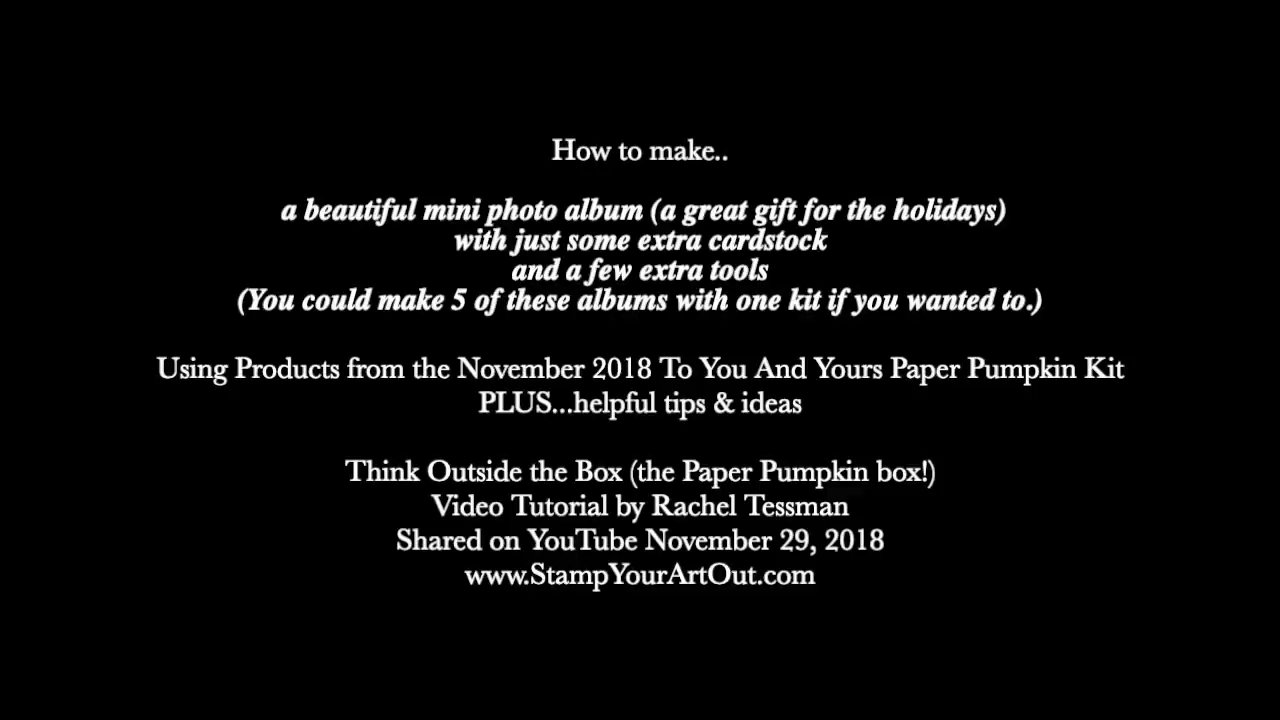 How to make..
a beautiful mini photo album (a great gift for the holidays)
with just some extra cardstock
and a few extra tools
(You could make 5 of these albums with one kit if you wanted to.)
Using Products from the November 2018 To You And Yours Paper Pumpkin Kit
PLUS...helpful tips & ideas
Think Outside the Box (the Paper Pumpkin box!)
Video Tutorial by Rachel Tessman
Shared on YouTube November 29, 2018
www.StampYourArtOut.com